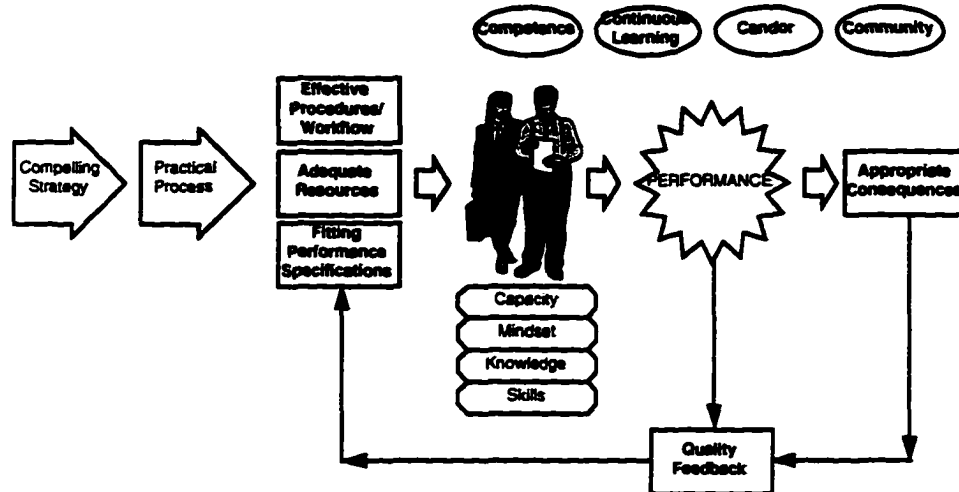 Competence
Continuous
Learning
Candor
Community
Effective
Procedures/
Workflow
Compelling
Strategy
Practical
Process
Adequate
Resources
PERFORMANCE
Appropriate
Consequences
Fitting
Performance
Specifications
Capacity
Mindset
Knowledge
Skills
Quality
Feedback